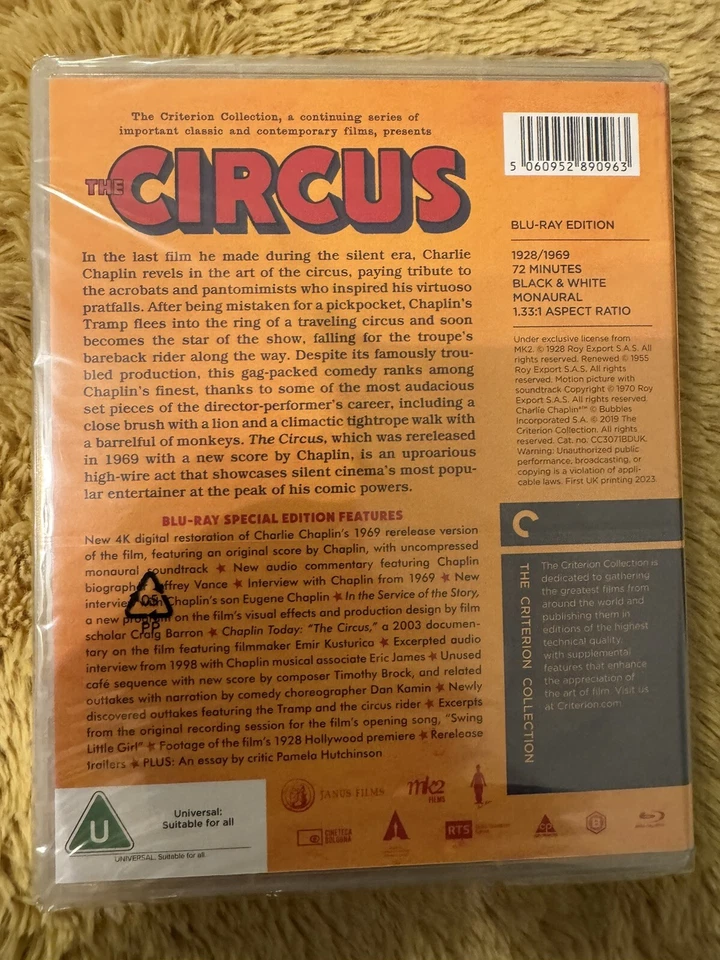 The Criterion Collection, a continuing series of
important classic and contemporary films, presents
THE CIRCUS
In the last film he made during the silent era, Charlie
Chaplin revels in the art of the circus, paying tribute to
the acrobats and pantomimists who inspired his virtuoso
pratfalls. After being mistaken for a pickpocket, Chaplin's
Tramp flees into the ring of a traveling circus and soon
becomes the star of the show, falling for the troupe's
bareback rider along the way. Despite its famously trou-
bled production, this gag-packed comedy ranks among
Chaplin's finest, thanks to some of the most audacious
set pieces of the director-performer's career, including a
close brush with a lion and a climactic tightrope walk with
a barrelful of monkeys. The Circus, which was rereleased
in 1969 with a new score by Chaplin, is an uproarious
high-wire act that showcases silent cinema's most popu-
lar entertainer at the peak of his comic powers.
BLU-RAY SPECIAL EDITION FEATURES
New 4K digital restoration of Charlie Chaplin's 1969 rerelease version
of the film, featuring an original score by Chaplin, with uncompressed
monaural soundtrack ★ New audio commentary featuring Chaplin
biographer Jeffrey Vance ★ Interview with Chaplin from 1969 ★ New
interview with Chaplin's son Eugene Chaplin ★ In the Service of the Story,
a new program on the film's visual effects and production design by film
scholar Craig Barron ★ Chaplin Today: "The Circus," a 2003 documen-
tary on the film featuring filmmaker Emir Kusturica ★ Excerpted audio
interview from 1998 with Chaplin musical associate Eric James ★ Unused
café sequence with new score by composer Timothy Brock, and related
outtakes with narration by comedy choreographer Dan Kamin ★ Newly
discovered outtakes featuring the Tramp and the circus rider ★ Excerpts
from the original recording session for the film's opening song, "Swing
Little Girl" ★ Footage of the film's 1928 Hollywood premiere ★ Rerelease
trailers ★ PLUS: An essay by critic Pamela Hutchinson
05
PP
5 060952 890963
BLU-RAY EDITION
1928/1969
72 MINUTES
BLACK & WHITE
MONAURAL
1.33:1 ASPECT RATIO
Under exclusive license from
MK2. © 1928 Roy Export S.A.S. All
rights reserved. Renewed © 1955
Roy Export S.A.S. All rights
reserved. Motion picture with
soundtrack Copyright © 1970 Roy
Export S.A.S. All rights reserved.
Charlie Chaplin™ © Bubbles
Incorporated S.A. © 2019 The
Criterion Collection. All rights
reserved. Cat. no. CC3071BDUK.
Warning: Unauthorized public
performance, broadcasting, or
copying is a violation of appli-
cable laws. First UK printing 2023.
THE CRITERION COLLECTION
The Criterion Collection is
dedicated to gathering
the greatest films from
around the world and
publishing them in
editions of the highest
technical quality,
with supplemental
features that enhance
the appreciation of
the art of film. Visit us
at Criterion.com
U
Universal:
Suitable for all
UNIVERSAL. Suitable for all
JANUS FILMS
mk2
FILMS
CINETECA
BOLOGNA
RTS